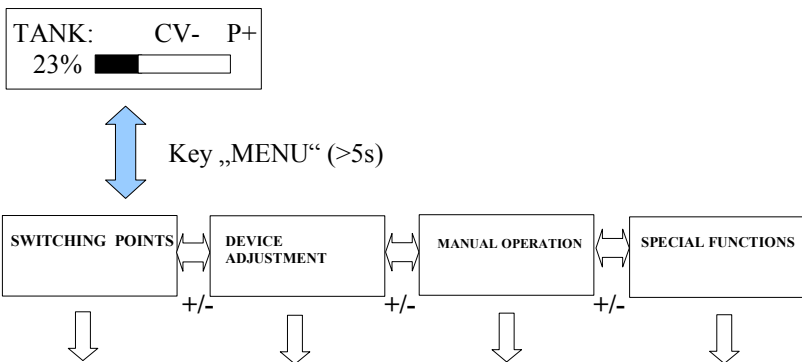 TANK: CV- P+
23%
Key „MENU“ (>5s)
SWITCHING POINTS
DEVICE
ADJUSTMENT
MANUAL OPERATION
SPECIAL FUNCTIONS
+/-
+/-
+/-